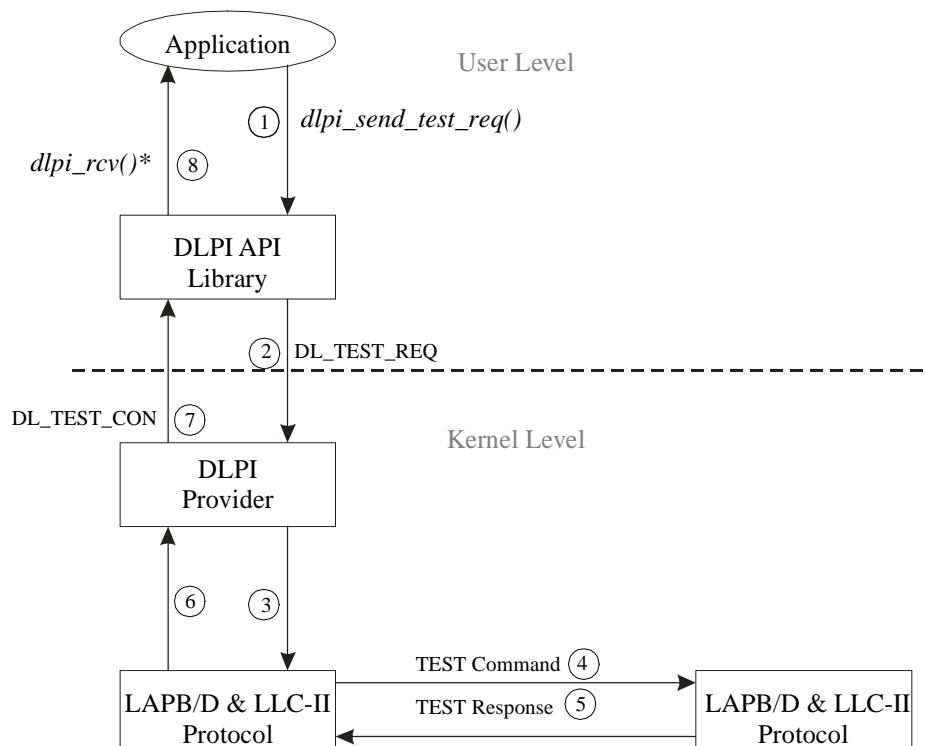 Application
User Level
1
dlpi_send_test_req()
dlpi_rcv()*
8
DLPI API
Library
2
DL_TEST_REQ
DL_TEST_CON
7
Kernel Level
DLPI
Provider
6
3
TEST Command
4
LAPB/D & LLC-II
Protocol
TEST Response
5
LAPB/D & LLC-II
Protocol